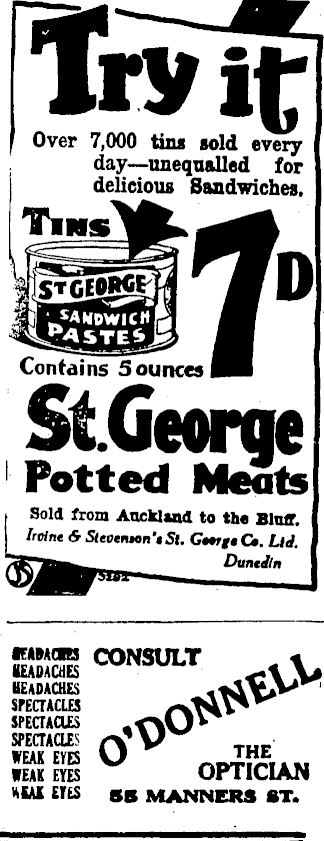 Try it
Over 7,000 tins sold every
day—unequalled for
delicious Sandwiches.
TINS
7D
ST GEORGE
SANDWICH
PASTES
Contains 5 ounces
St. George
Potted Meats
Sold from Auckland to the Bluff.
Irvine & Stevenson's St. George Co. Ltd.
Dunedin
HEADACHES
HEADACHES
HEADACHES
SPECTACLES
SPECTACLES
SPECTACLES
WEAK EYES
WEAK EYES
WEAK EYES
CONSULT
O'DONNELL
THE
OPTICIAN
55 MANNERS ST.